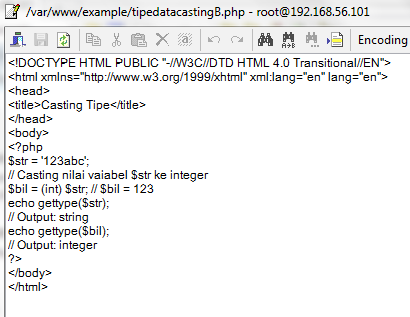 /var/www/example/tipedatacastingB.php - root@192.168.56.101
Encoding
<!DOCTYPE HTML PUBLIC "-//W3C//DTD HTML 4.0 Transitional//EN">
<html xmlns="http://www.w3.org/1999/xhtml" xml:lang="en" lang="en">
<head>
<title>Casting Tipe</title>
</head>
<body>
<?php
$str = '123abc';
// Casting nilai vaiabel $str ke integer
$bil = (int) $str; // $bil = 123
echo gettype($str);
// Output: string
echo gettype($bil);
// Output: integer
?>
</body>
</html>